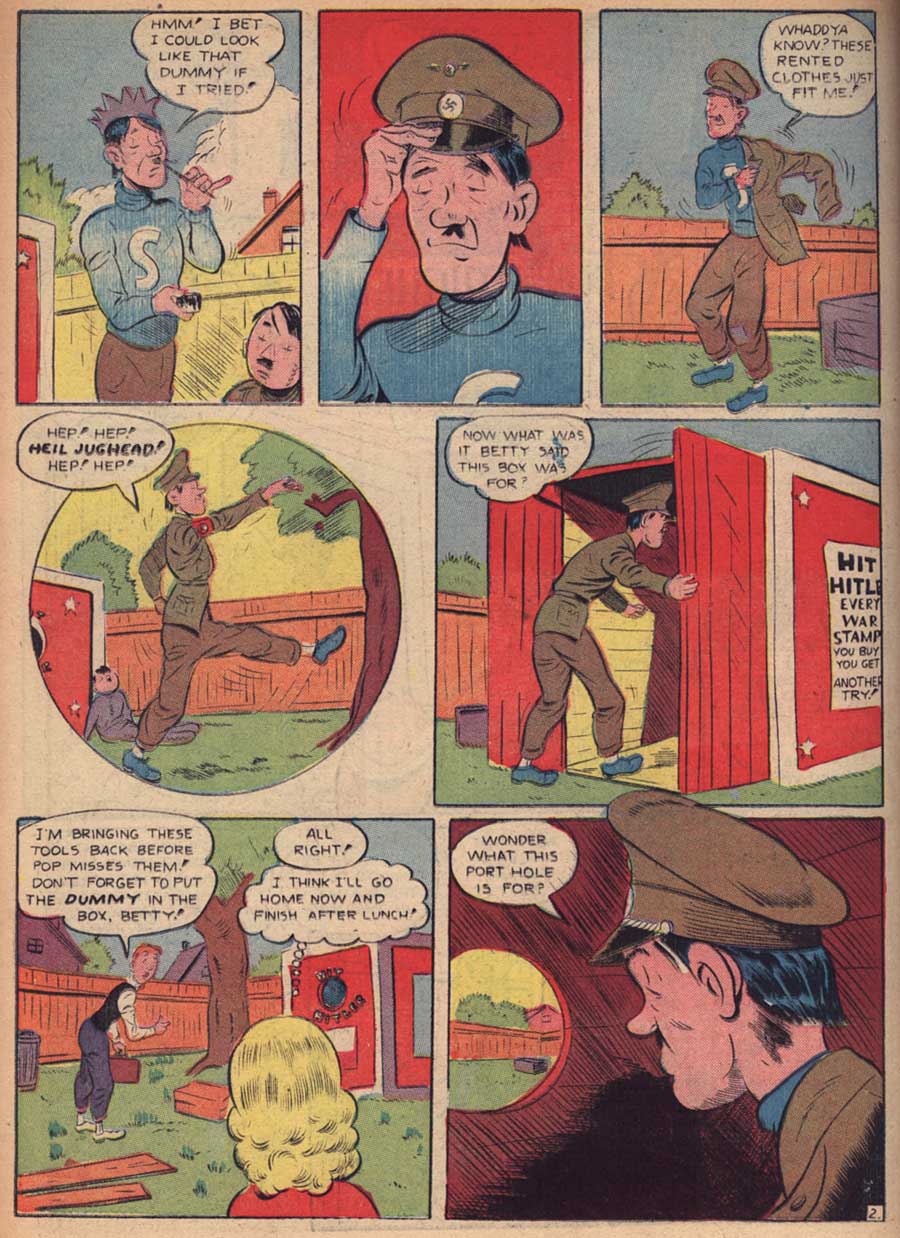 HMM! I BET
I COULD LOOK
LIKE THAT
DUMMY IF
I TRIED!
S
S
WHADDYA
KNOW? THESE
RENTED
CLOTHES JUST
FIT ME!
HEP! HEP!
HEIL JUGHEAD!
HEP! HEP!
NOW WHAT WAS
IT BETTY SAID
THIS BOX WAS
FOR?
HIT
HITLE
EVERY
WAR
STAMP
YOU BUY
YOU GET
ANOTHER
TRY!
I'M BRINGING THESE
TOOLS BACK BEFORE
POP MISSES THEM!
DON'T FORGET TO PUT
THE DUMMY IN THE
BOX, BETTY!
ALL
RIGHT!
I THINK I'LL GO
HOME NOW AND
FINISH AFTER LUNCH!
HIT
HITLER
WONDER
WHAT THIS
PORT HOLE
IS FOR?
2.